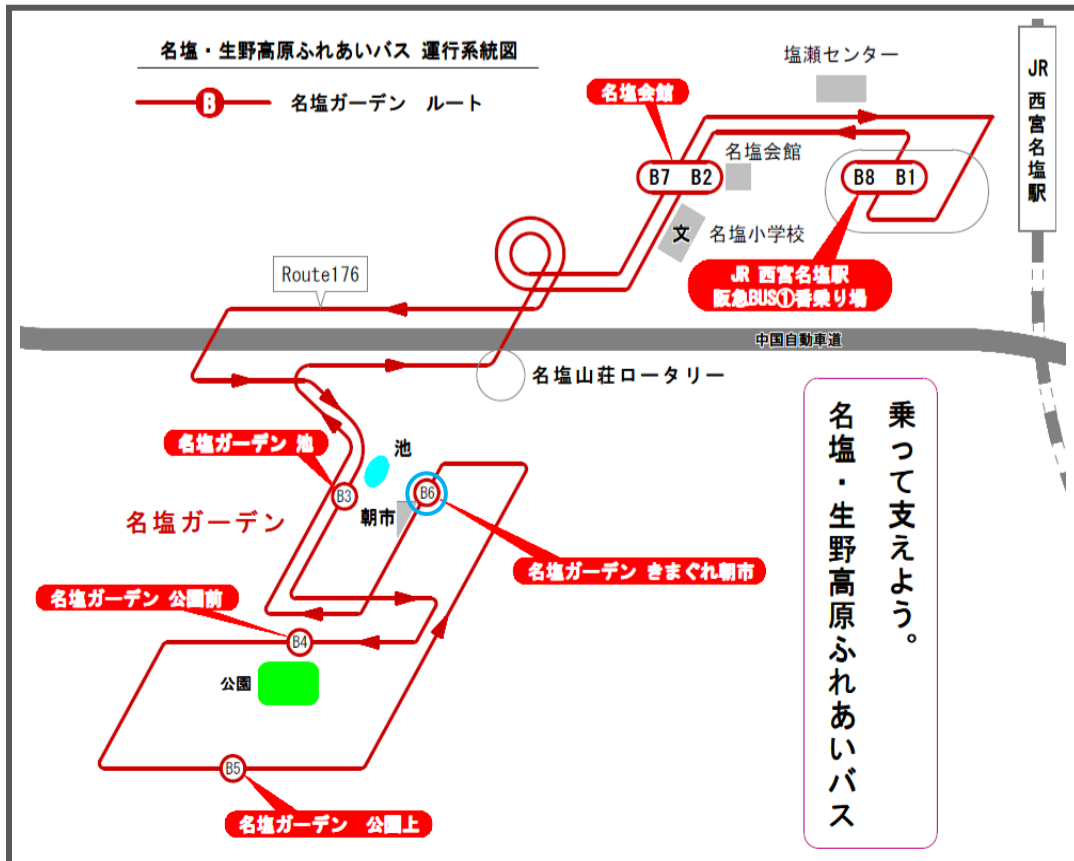 名塩・生野高原ふれあいバス 運行系統図
B 名塩ガーデン ルート
塩瀬センター
JR 西宮名塩駅
名塩会館
名塩会館
B7 B2
B8 B1
文 名塩小学校
JR 西宮名塩駅
阪急BUS①番乗り場
Route176
中国自動車道
名塩山荘ロータリー
乗って支えよう。
名塩・生野高原ふれあいバス
名塩ガーデン 池
池
B3
B6
朝市
名塩ガーデン
名塩ガーデン きまぐれ朝市
名塩ガーデン 公園前
B4
公園
B5
名塩ガーデン 公園上